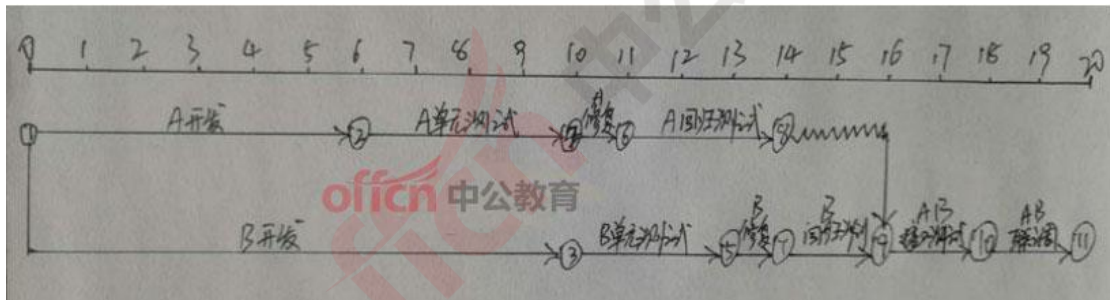 0 1 2 3 4 5 6 7 8 9 10 11 12 13 14 15 16 17 18 19 20
A开发 A单元测试 A修复 A回归测试
① ② ④ ⑥ ⑧
offcn 中公教育
B开发 B单元测试 B修复 B回归测试 AB接口测试 AB联调
③ ⑤ ⑦ ⑨ ⑩ ⑪